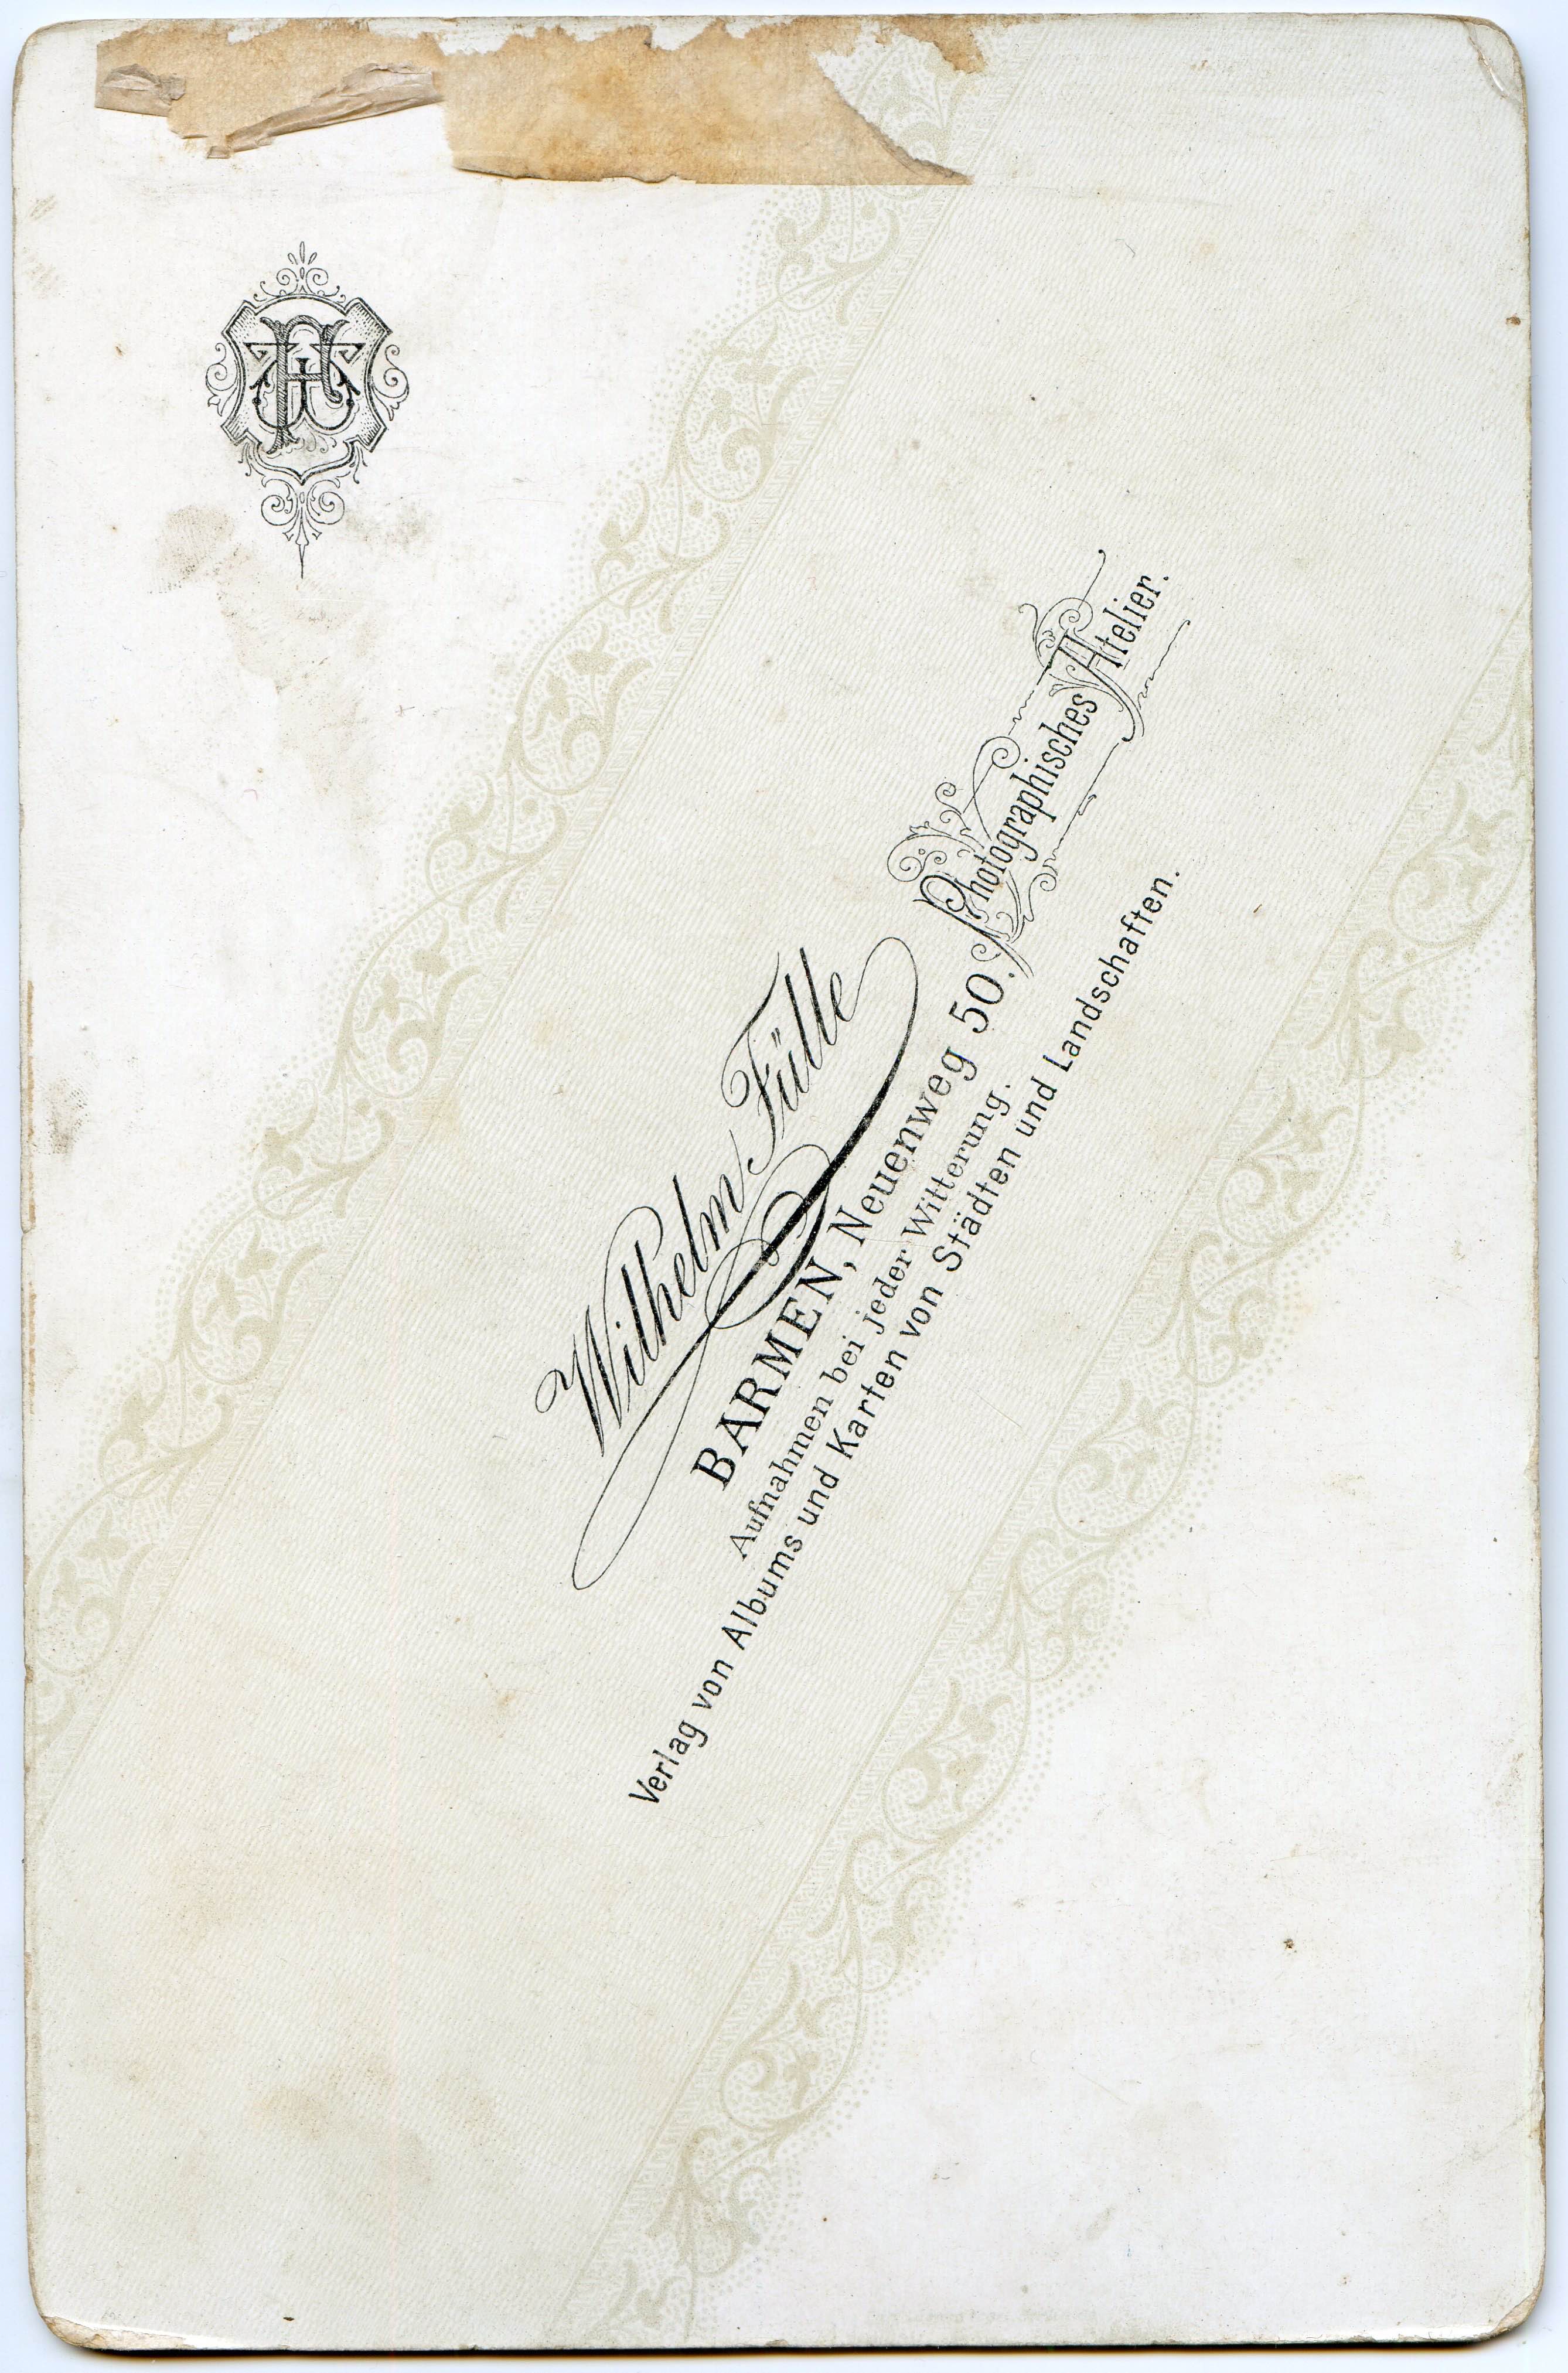 Wilhelm Fülle
Photographisches Atelier.
BARMEN, Neuenweg 50.
Aufnahmen bei jeder Witterung.
Verlag von Albums und Karten von Städten und Landschaften.